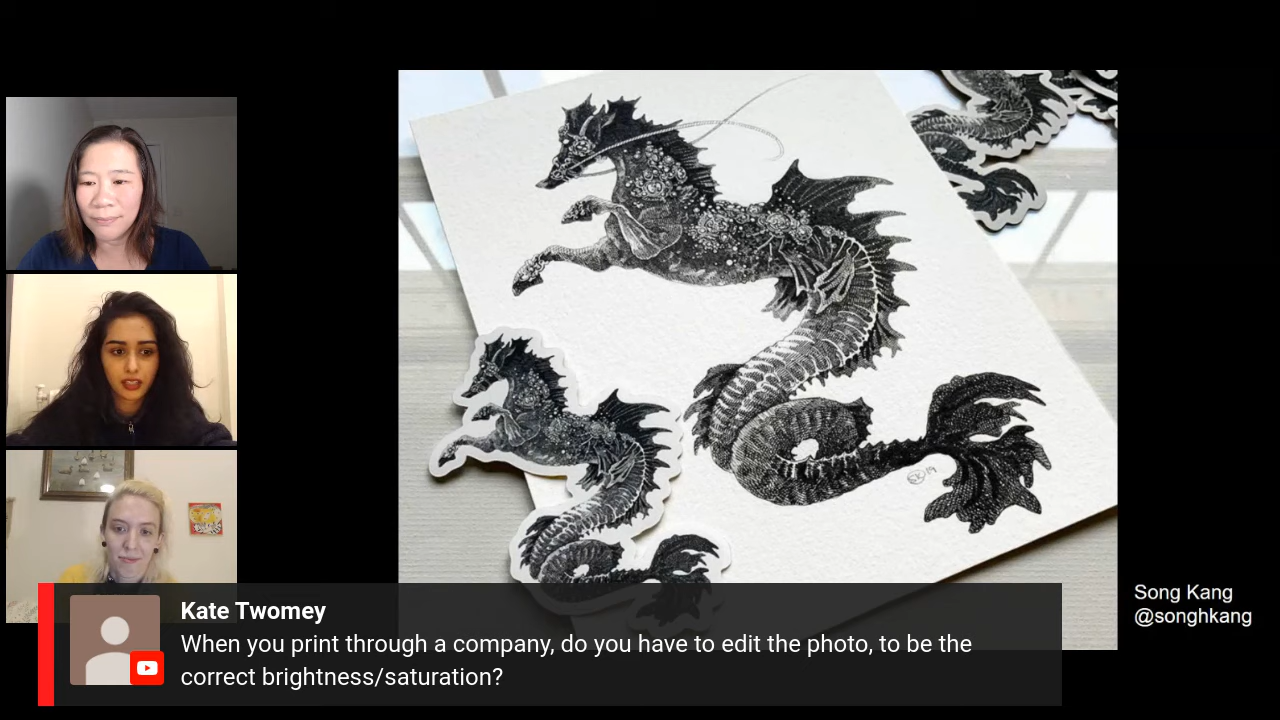 Song Kang
@songhkang
Kate Twomey
When you print through a company, do you have to edit the photo, to be the
correct brightness/saturation?